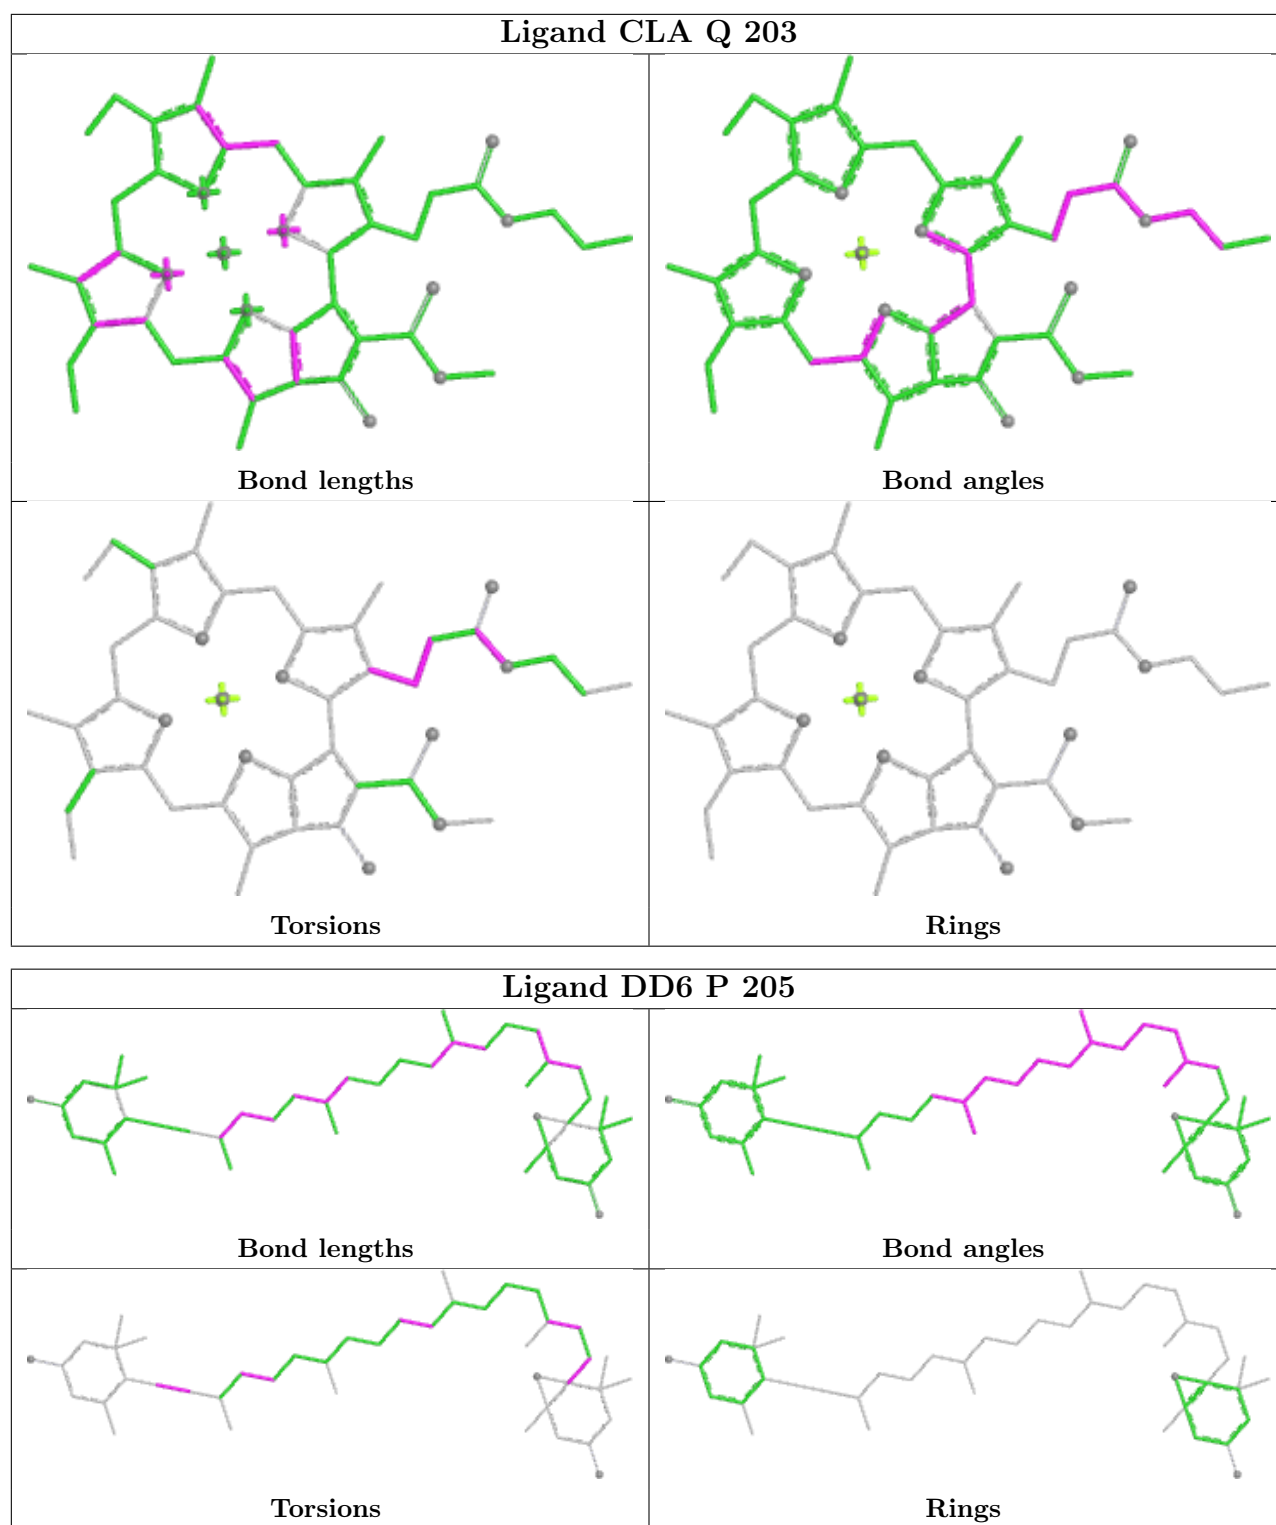 Ligand CLA Q 203
Bond lengths
Bond angles
Torsions
Rings
Ligand DD6 P 205
Bond lengths
Bond angles
Torsions
Rings